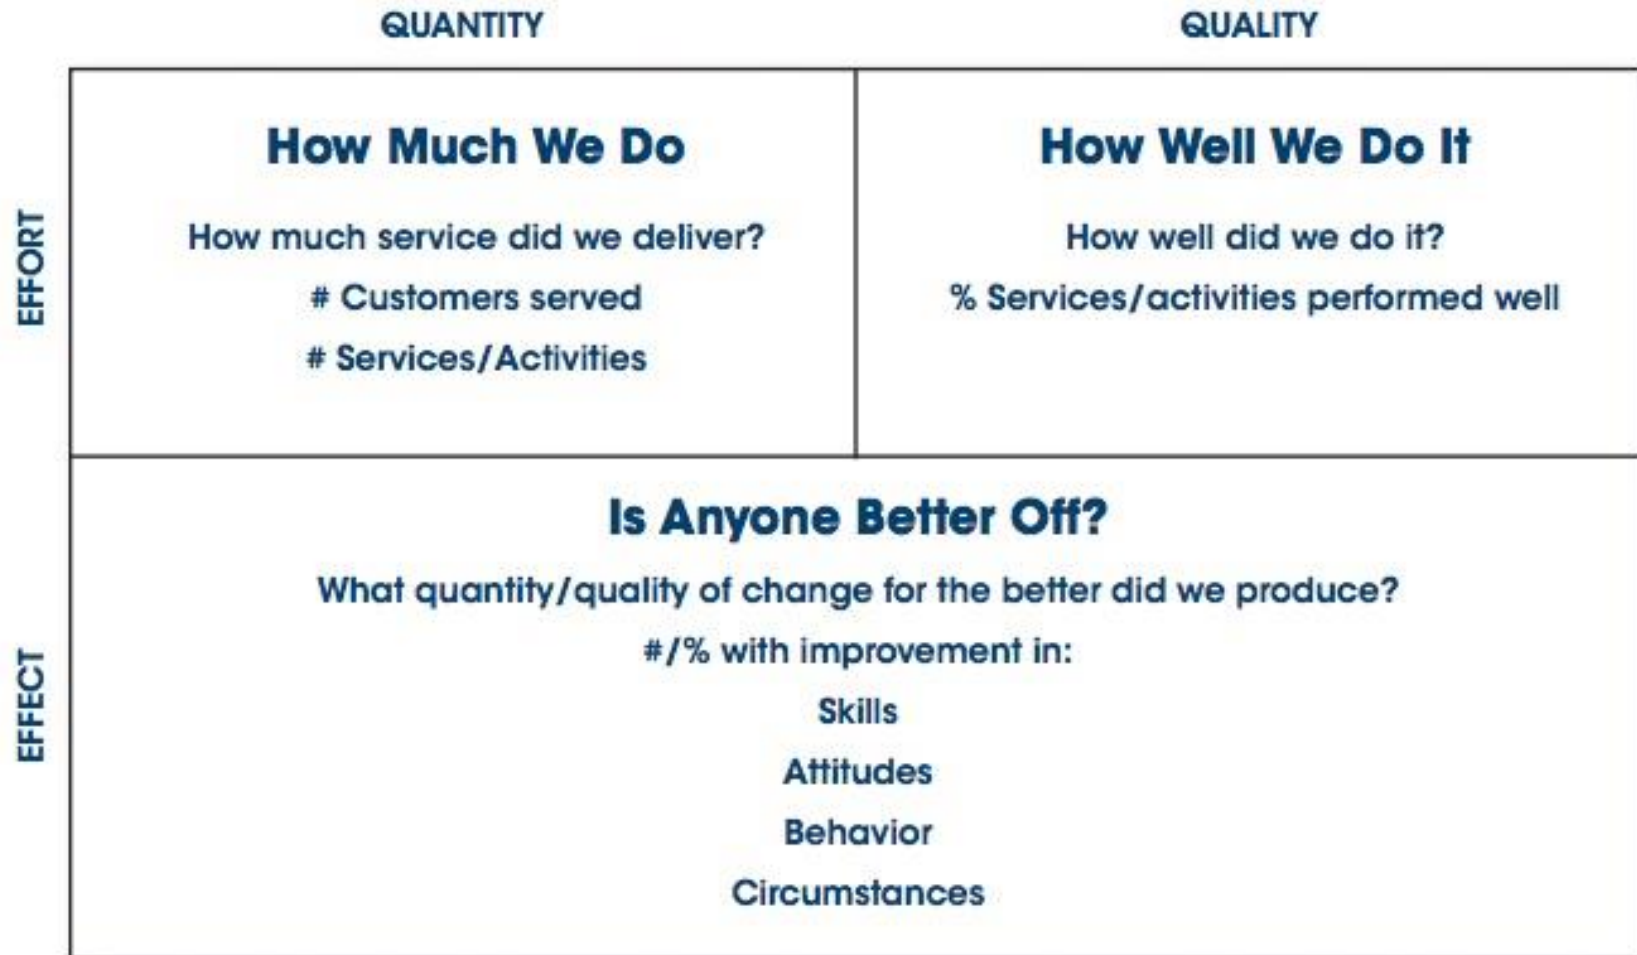 QUANTITY
QUALITY
EFFORT
How Much We Do
How much service did we deliver?
# Customers served
# Services/Activities
How Well We Do It
How well did we do it?
% Services/activities performed well
EFFECT
Is Anyone Better Off?
What quantity/quality of change for the better did we produce?
#/% with improvement in:
Skills
Attitudes
Behavior
Circumstances